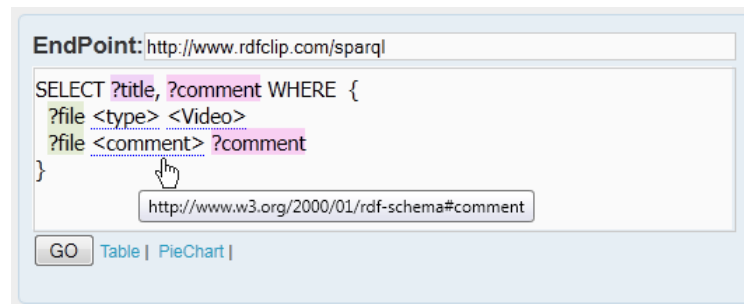 EndPoint: http://www.rdfclip.com/sparql
SELECT ?title, ?comment WHERE {
?file <type> <Video>
?file <comment> ?comment
}
http://www.w3.org/2000/01/rdf-schema#comment
GO Table | PieChart |